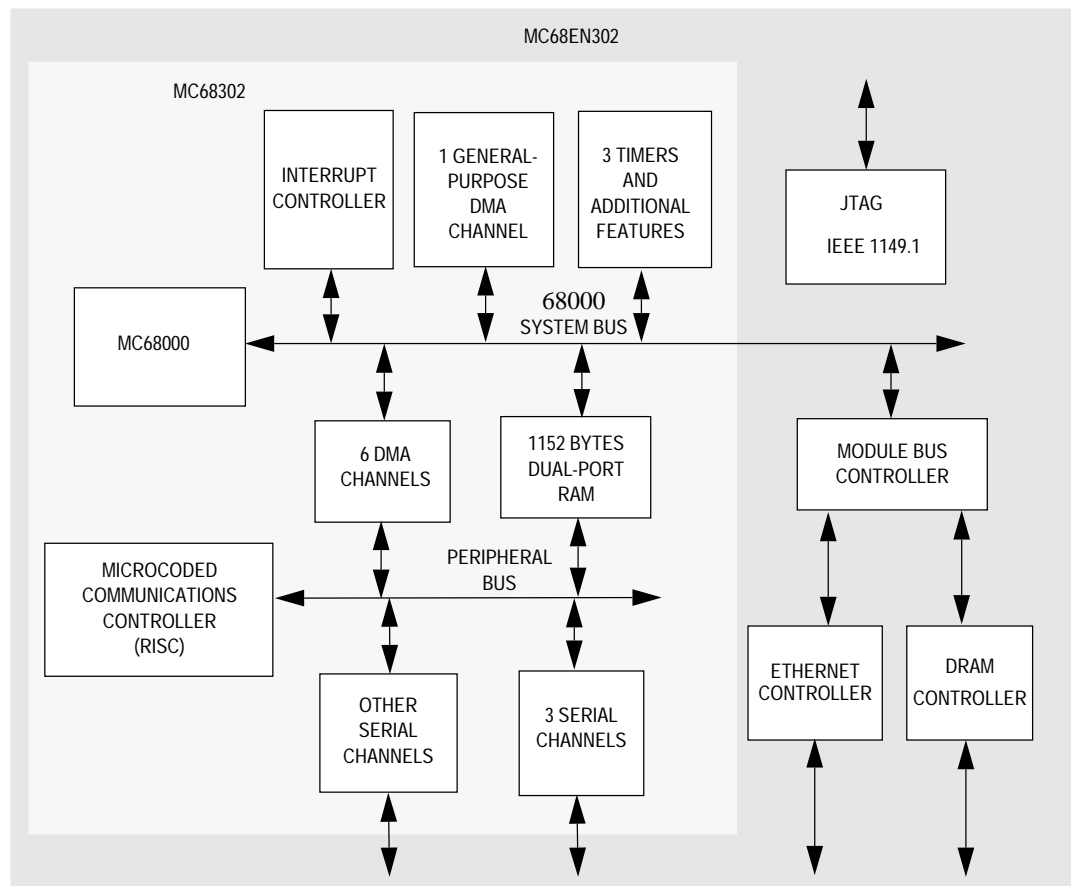 MC68EN302
MC68302
INTERRUPT
CONTROLLER
1 GENERAL-
PURPOSE
DMA
CHANNEL
3 TIMERS
AND
ADDITIONAL
FEATURES
JTAG
IEEE 1149.1
68000
SYSTEM BUS
MC68000
6 DMA
CHANNELS
1152 BYTES
DUAL-PORT
RAM
MODULE BUS
CONTROLLER
PERIPHERAL
BUS
MICROCODED
COMMUNICATIONS
CONTROLLER
(RISC)
OTHER
SERIAL
CHANNELS
3 SERIAL
CHANNELS
ETHERNET
CONTROLLER
DRAM
CONTROLLER